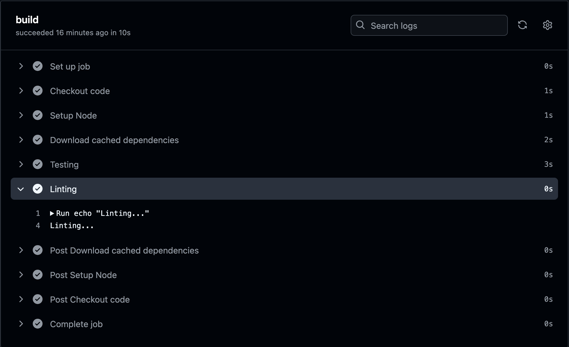 build
succeeded 16 minutes ago in 10s
Search logs
Set up job 0s
Checkout code 1s
Setup Node 1s
Download cached dependencies 2s
Testing 3s
Linting 0s
1 Run echo "Linting..."
4 Linting...
Post Download cached dependencies 0s
Post Setup Node 0s
Post Checkout code 0s
Complete job 0s